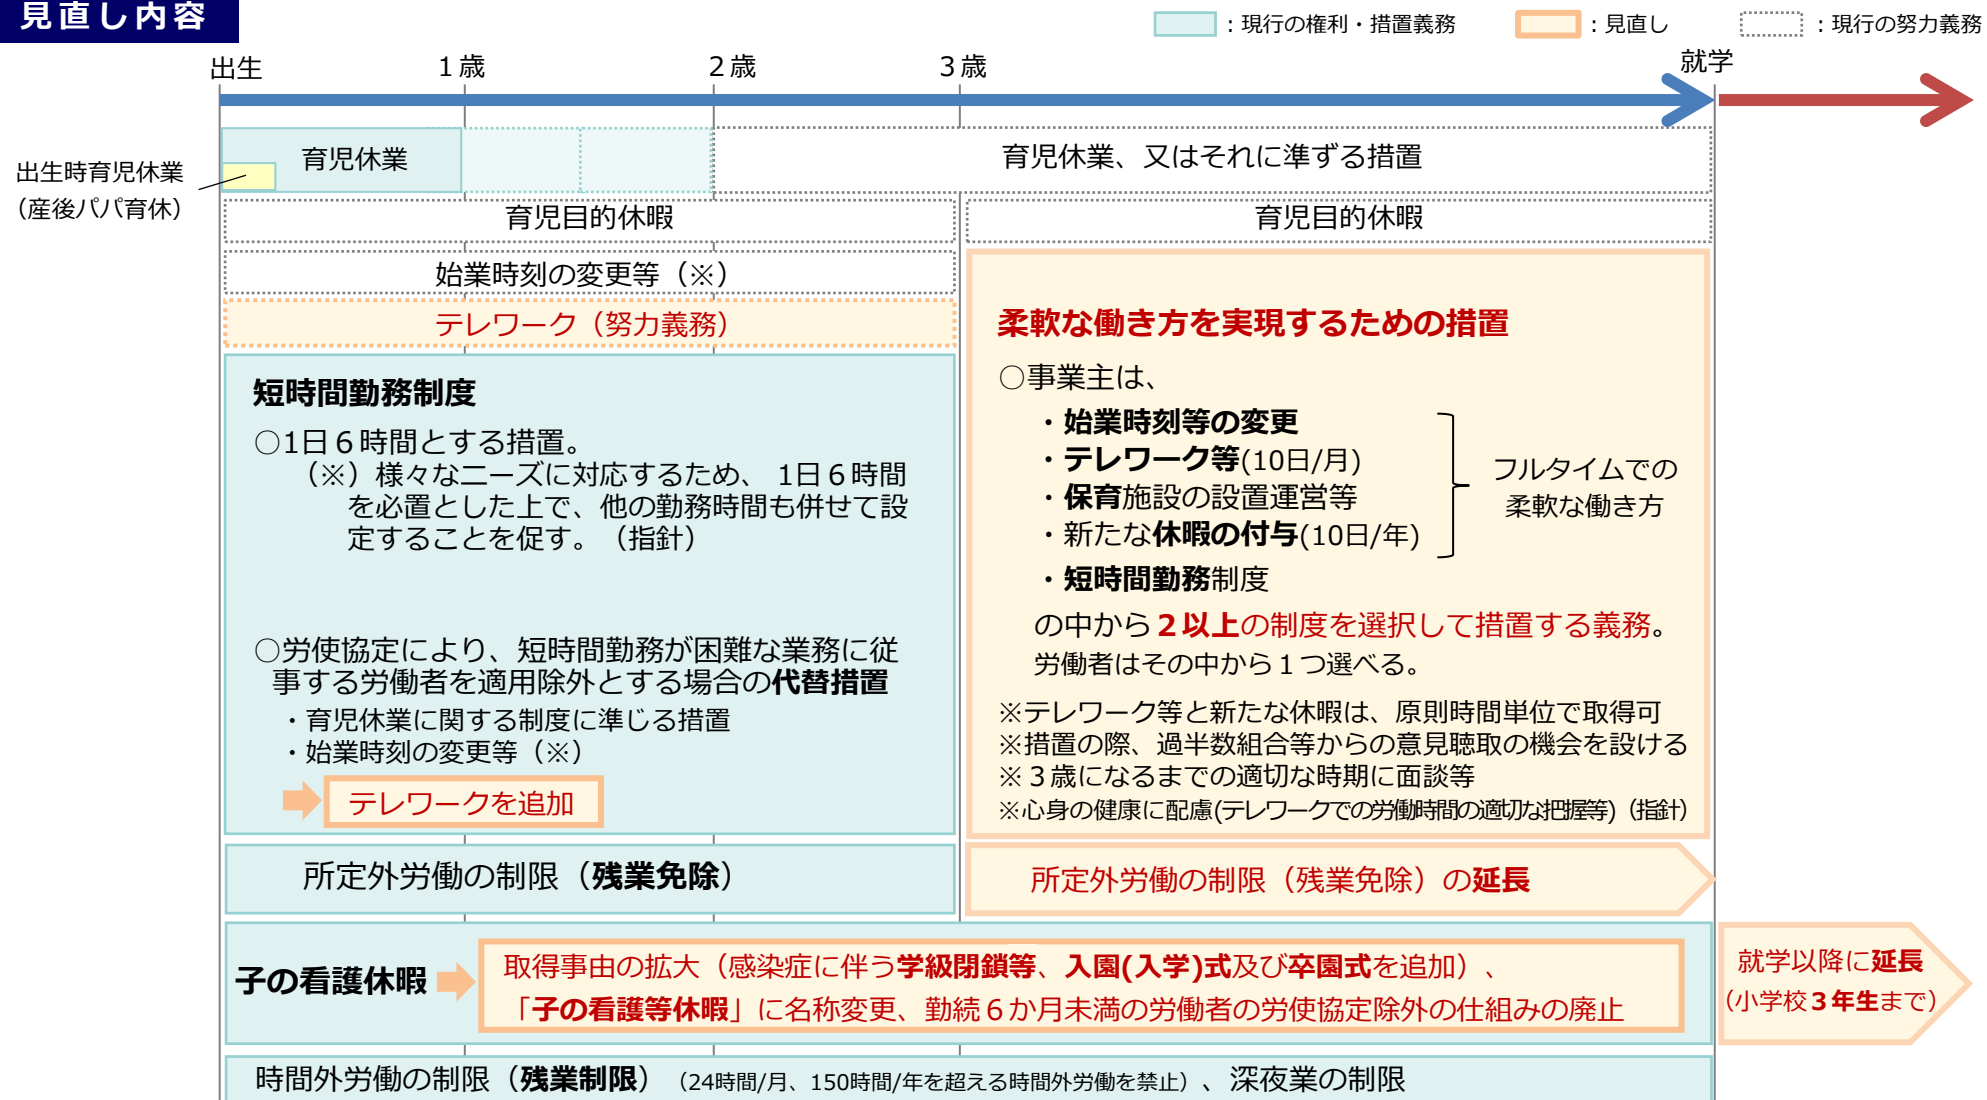 見直し内容
：現行の権利・措置義務
：見直し
：現行の努力義務
出生
１歳
２歳
３歳
就学
出生時育児休業
（産後パパ育休）
育児休業
育児休業、又はそれに準ずる措置
育児目的休暇
育児目的休暇
始業時刻の変更等（※）
テレワーク（努力義務）
短時間勤務制度
○1日６時間とする措置。
（※）様々なニーズに対応するため、 1日６時間
を必置とした上で、他の勤務時間も併せて設
定することを促す。（指針）
○労使協定により、短時間勤務が困難な業務に従
事する労働者を適用除外とする場合の代替措置
・育児休業に関する制度に準じる措置
・始業時刻の変更等（※）
テレワークを追加
柔軟な働き方を実現するための措置
○事業主は、
・始業時刻等の変更
・テレワーク等(10日/月)
・保育施設の設置運営等
・新たな休暇の付与(10日/年)
・短時間勤務制度
フルタイムでの
柔軟な働き方
の中から２以上の制度を選択して措置する義務。
労働者はその中から１つ選べる。
※テレワーク等と新たな休暇は、原則時間単位で取得可
※措置の際、過半数組合等からの意見聴取の機会を設ける
※３歳になるまでの適切な時期に面談等
※心身の健康に配慮(テレワークでの労働時間の適切な把握等)（指針）
所定外労働の制限（残業免除）
所定外労働の制限（残業免除）の延長
子の看護休暇
取得事由の拡大（感染症に伴う学級閉鎖等、入園(入学)式及び卒園式を追加）、
「子の看護等休暇」に名称変更、勤続６か月未満の労働者の労使協定除外の仕組みの廃止
就学以降に延長
（小学校３年生まで）
時間外労働の制限（残業制限）（24時間/月、150時間/年を超える時間外労働を禁止）、深夜業の制限